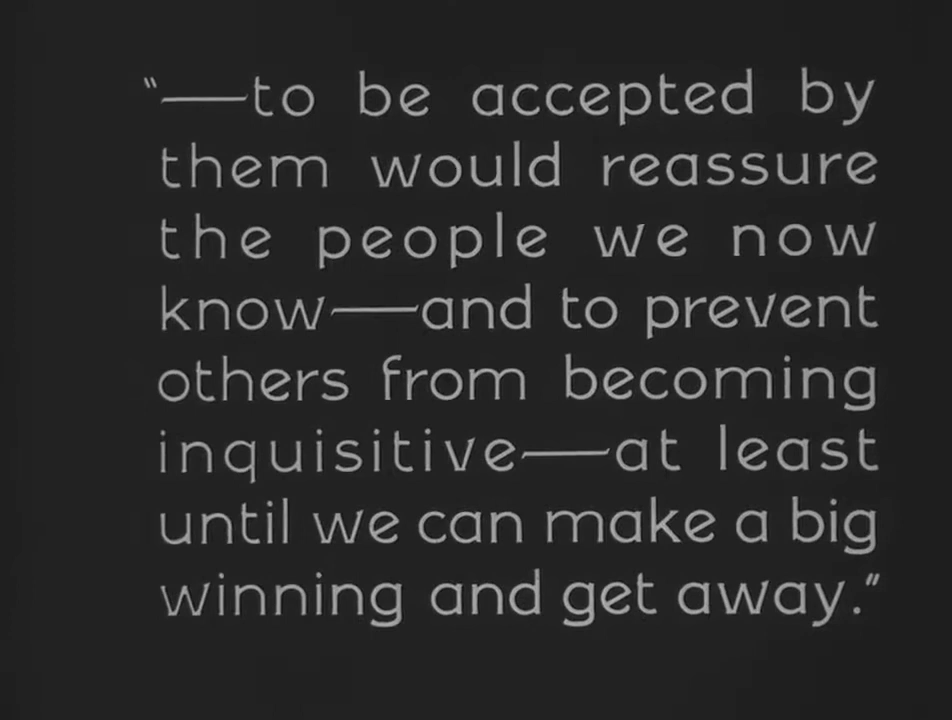 "—to be accepted by
them would reassure
the people we now
know—and to prevent
others from becoming
inquisitive—at least
until we can make a big
winning and get away."